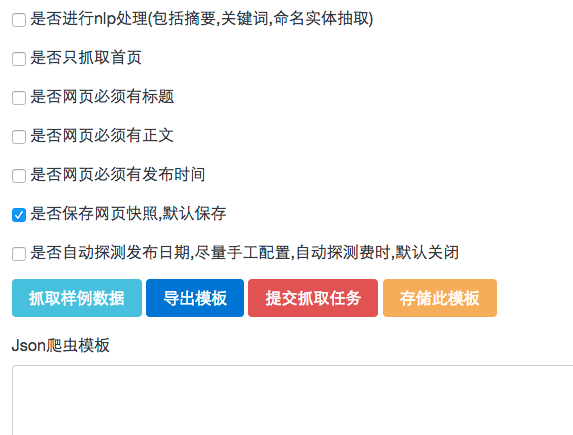 是否进行nlp处理(包括摘要,关键词,命名实体抽取)
是否只抓取首页
是否网页必须有标题
是否网页必须有正文
是否网页必须有发布时间
是否保存网页快照,默认保存
是否自动探测发布日期,尽量手工配置,自动探测费时,默认关闭
抓取样例数据 导出模板 提交抓取任务 存储此模板
Json爬虫模板